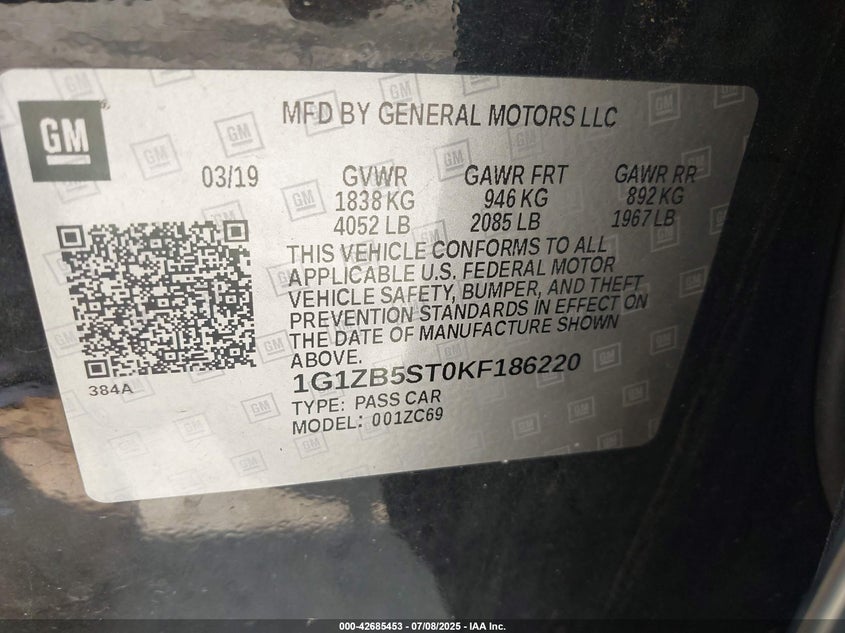 GM
MFD BY GENERAL MOTORS LLC
03/19
GVWR GAWR FRT GAWR RR
1838 KG 946 KG 892 KG
4052 LB 2085 LB 1967 LB
THIS VEHICLE CONFORMS TO ALL
APPLICABLE U.S. FEDERAL MOTOR
VEHICLE SAFETY, BUMPER, AND THEFT
PREVENTION STANDARDS IN EFFECT ON
THE DATE OF MANUFACTURE SHOWN
ABOVE.
384A
1G1ZB5ST0KF186220
TYPE: PASS CAR
MODEL: 001ZC69
000-42685453 - 07/08/2025 - IAA Inc.